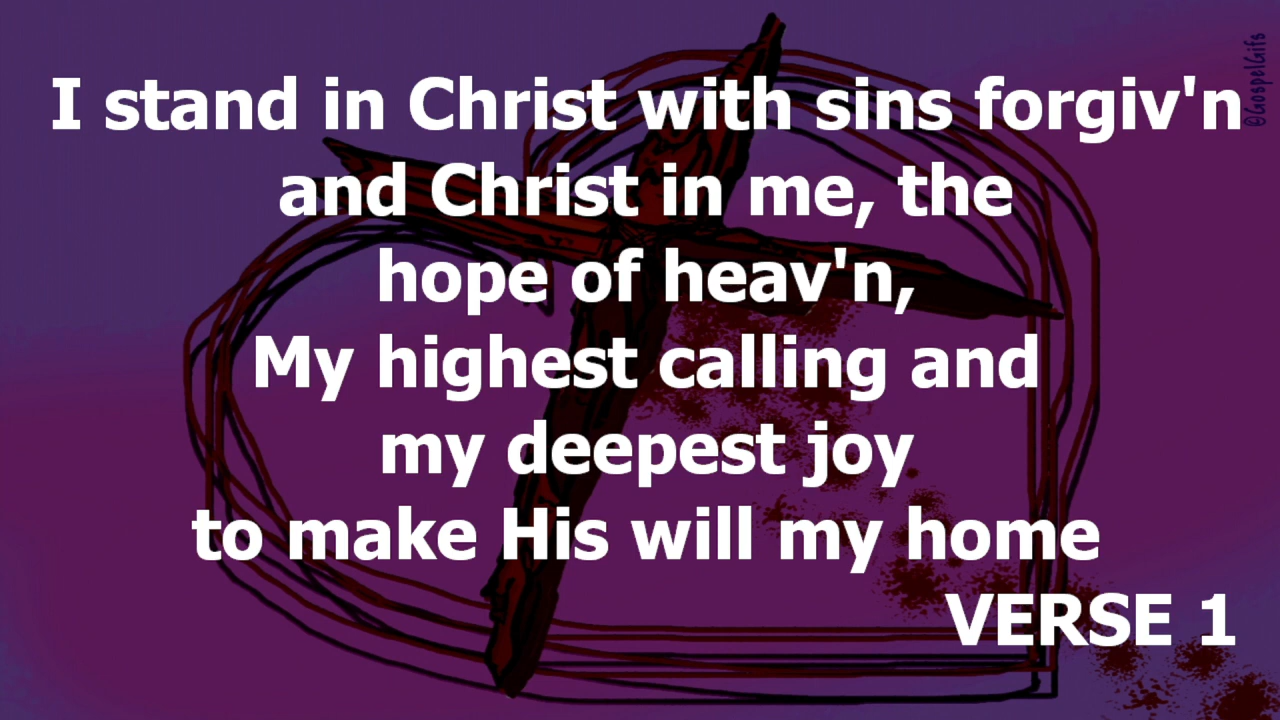 I stand in Christ with sins forgiv'n
and Christ in me, the
hope of heav'n,
My highest calling and
my deepest joy
to make His will my home
VERSE 1
©GospelGifs